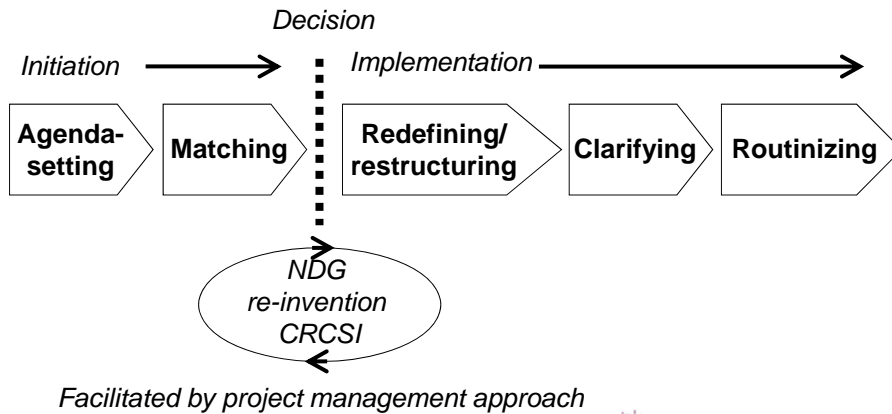 Decision
Initiation
Implementation
Agenda-
setting
Matching
Redefining/
restructuring
Clarifying
Routinizing
NDG
re-invention
CRCSI
Facilitated by project management approach